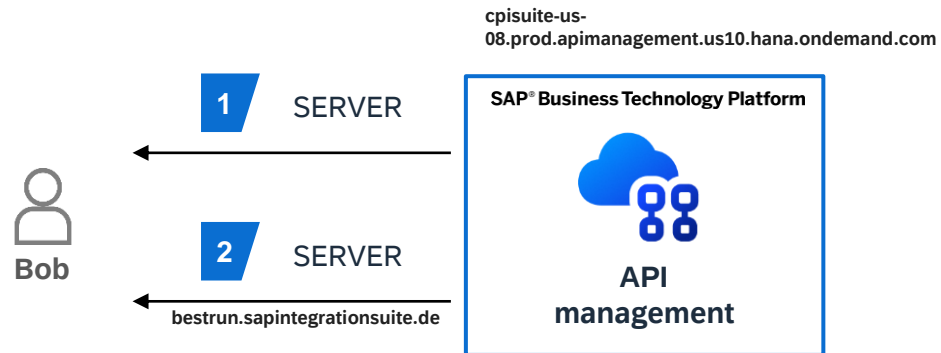 cpisuite-us-
08.prod.apimanagement.us10.hana.ondemand.com
SAP® Business Technology Platform
1
SERVER
Bob
2
SERVER
bestrun.sapintegrationsuite.de
API
management